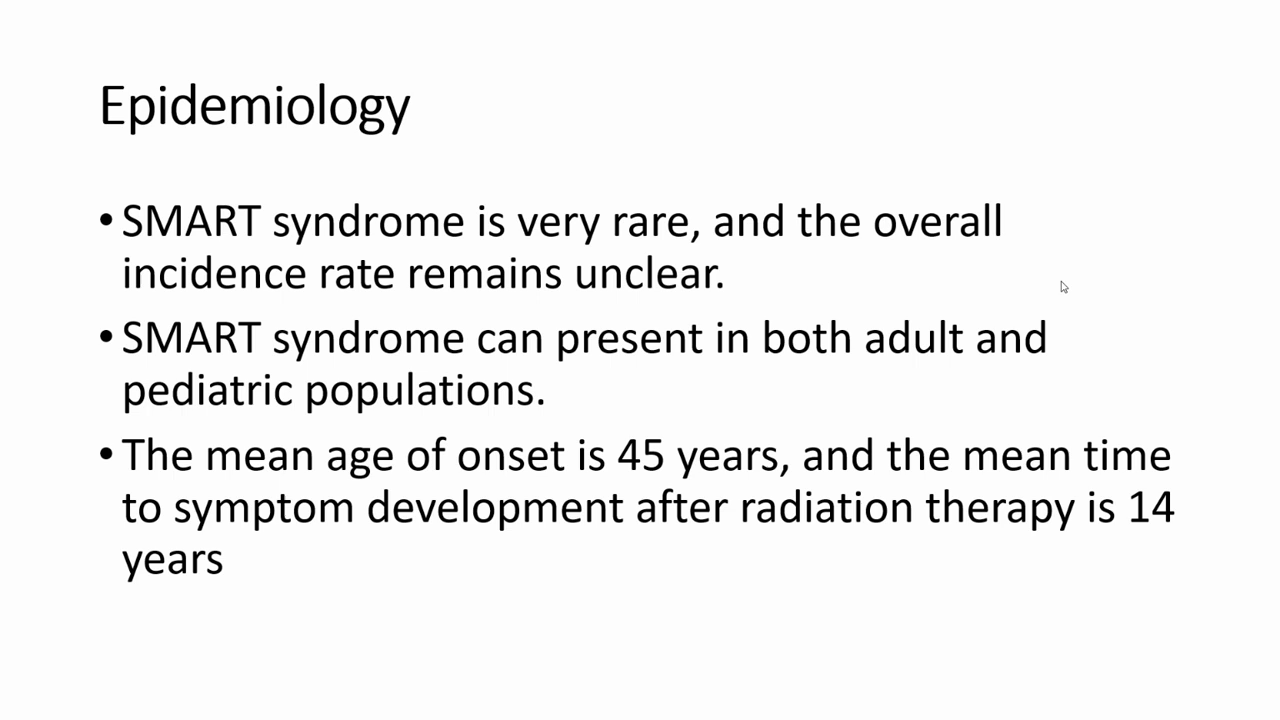 Epidemiology
•SMART syndrome is very rare, and the overall
incidence rate remains unclear.
•SMART syndrome can present in both adult and
pediatric populations.
•The mean age of onset is 45 years, and the mean time
to symptom development after radiation therapy is 14
years